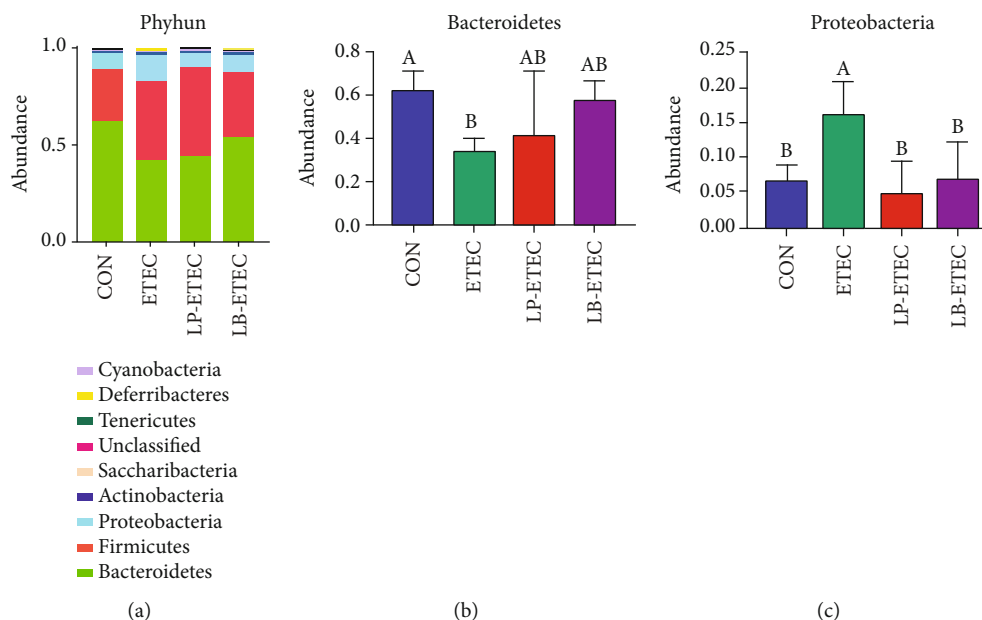 Phyhun
Abundance
1.0
0.5
0.0
CON
ETEC
LP-ETEC
LB-ETEC
Cyanobacteria
Deferribacteres
Tenericutes
Unclassified
Saccharibacteria
Actinobacteria
Proteobacteria
Firmicutes
Bacteroidetes
(a)
Bacteroidetes
Abundance
0.8
0.6
0.4
0.2
0.0
A
B
AB
AB
CON
ETEC
LP-ETEC
LB-ETEC
(b)
Proteobacteria
Abundance
0.25
0.20
0.15
0.10
0.05
0.00
B
A
B
B
CON
ETEC
LP-ETEC
LB-ETEC
(c)